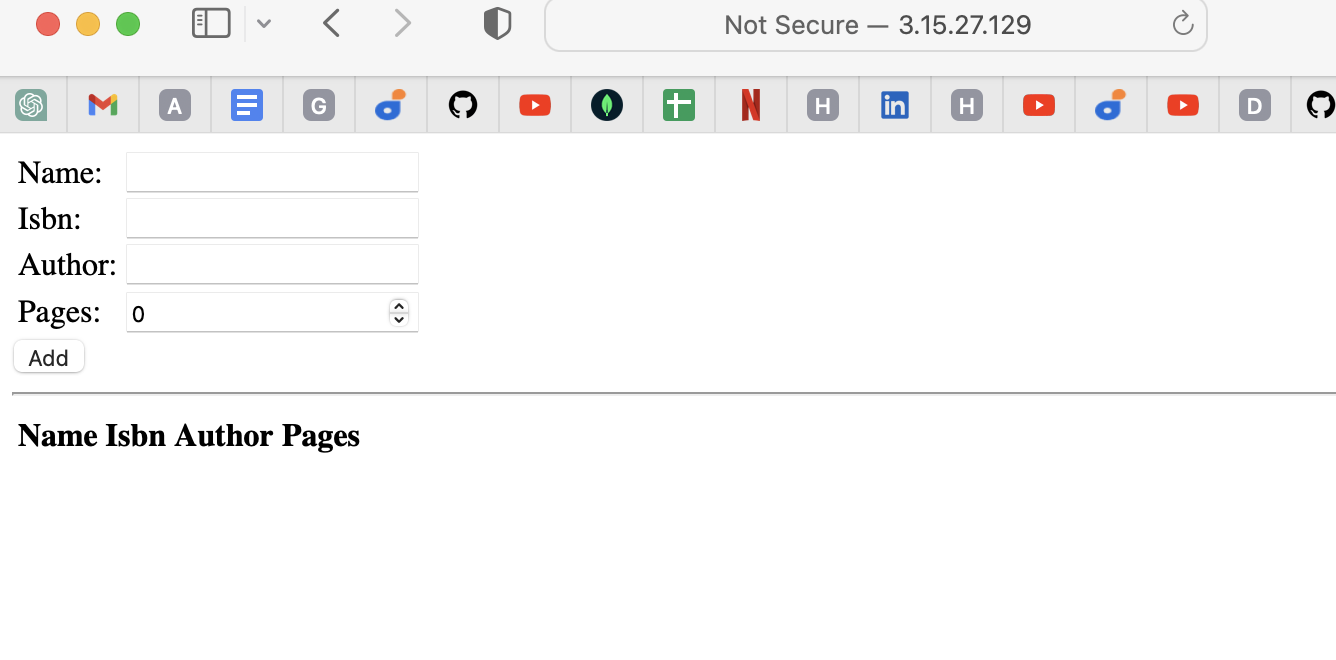 Not Secure — 3.15.27.129
A G H H D
Name:
Isbn:
Author:
Pages: 0
Add
Name Isbn Author Pages